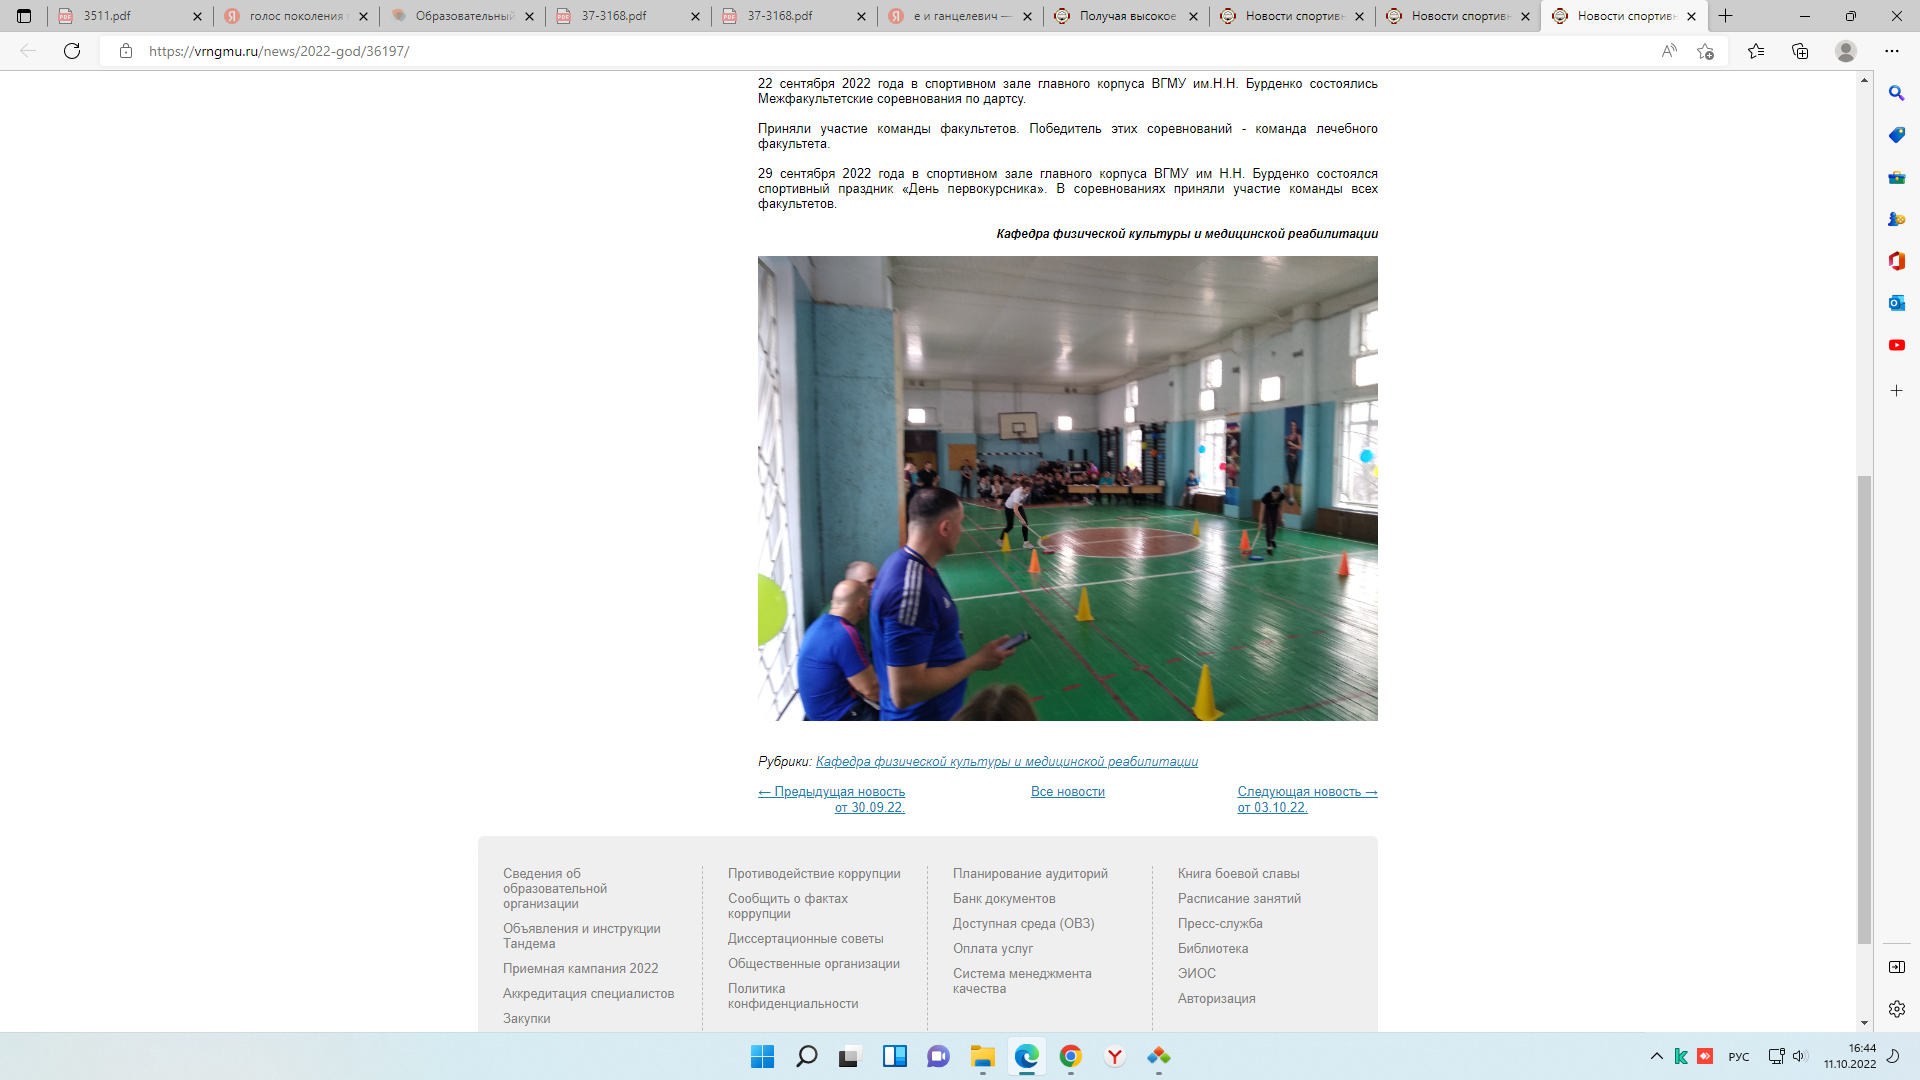 3511.pdf
голос поколения
Образовательный
37-3168.pdf
37-3168.pdf
е и ганцелевич —
Получая высокое
Новости спортивн
Новости спортивн
Новости спортивн
https://vrngmu.ru/news/2022-god/36197/
22 сентября 2022 года в спортивном зале главного корпуса ВГМУ им.Н.Н. Бурденко состоялись
Межфакультетские соревнования по дартсу.
Приняли участие команды факультетов. Победитель этих соревнований - команда лечебного
факультета.
29 сентября 2022 года в спортивном зале главного корпуса ВГМУ им Н.Н. Бурденко состоялся
спортивный праздник «День первокурсника». В соревнованиях приняли участие команды всех
факультетов.
Кафедра физической культуры и медицинской реабилитации
Рубрики: Кафедра физической культуры и медицинской реабилитации
← Предыдущая новость
от 30.09.22.
Все новости
Следующая новость →
от 03.10.22.
Сведения об
образовательной
организации
Объявления и инструкции
Тандема
Приемная кампания 2022
Аккредитация специалистов
Закупки
Противодействие коррупции
Сообщить о фактах
коррупции
Диссертационные советы
Общественные организации
Политика
конфиденциальности
Планирование аудиторий
Банк документов
Доступная среда (ОВЗ)
Оплата услуг
Система менеджмента
качества
Книга боевой славы
Расписание занятий
Пресс-служба
Библиотека
ЭИОС
Авторизация
РУС
16:44
11.10.2022